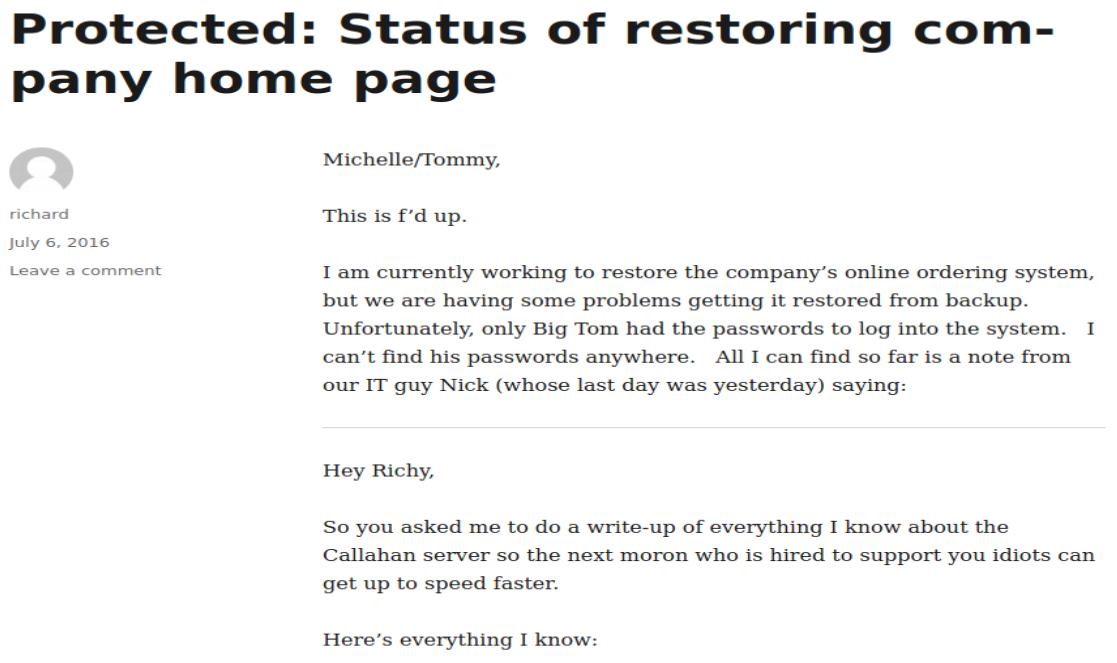 Protected: Status of restoring com-
pany home page
richard
July 6, 2016
Leave a comment
Michelle/Tommy,
This is f’d up.
I am currently working to restore the company’s online ordering system,
but we are having some problems getting it restored from backup.
Unfortunately, only Big Tom had the passwords to log into the system.   I
can’t find his passwords anywhere.   All I can find so far is a note from
our IT guy Nick (whose last day was yesterday) saying:
Hey Richy,
So you asked me to do a write-up of everything I know about the
Callahan server so the next moron who is hired to support you idiots can
get up to speed faster.
Here’s everything I know: